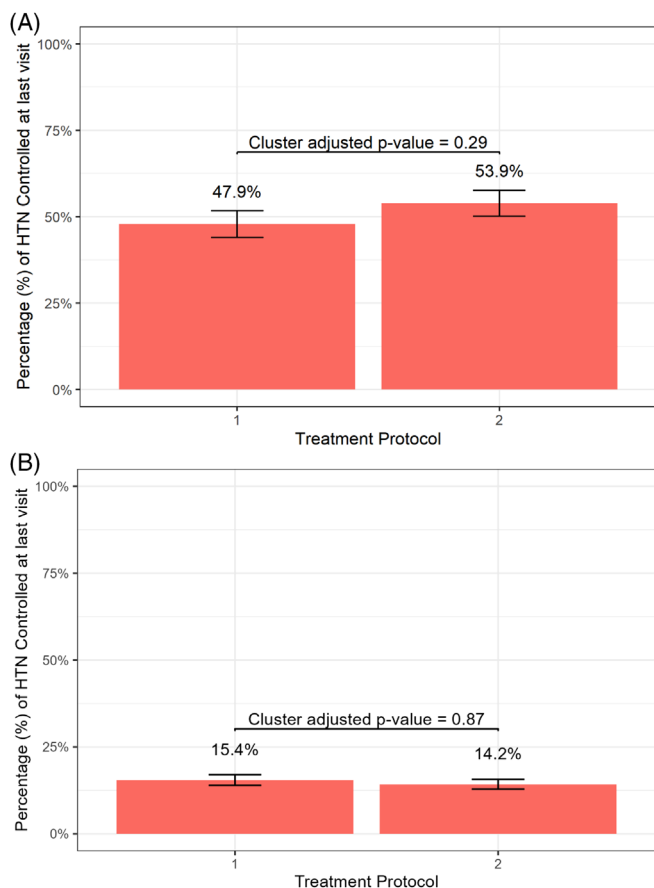 (A)
Percentage (%) of HTN Controlled at last visit
100%
75%
50%
25%
0%
Cluster adjusted p-value = 0.29
47.9%
53.9%
1
2
Treatment Protocol
(B)
Percentage (%) of HTN Controlled at last visit
100%
75%
50%
25%
0%
Cluster adjusted p-value = 0.87
15.4%
14.2%
1
2
Treatment Protocol